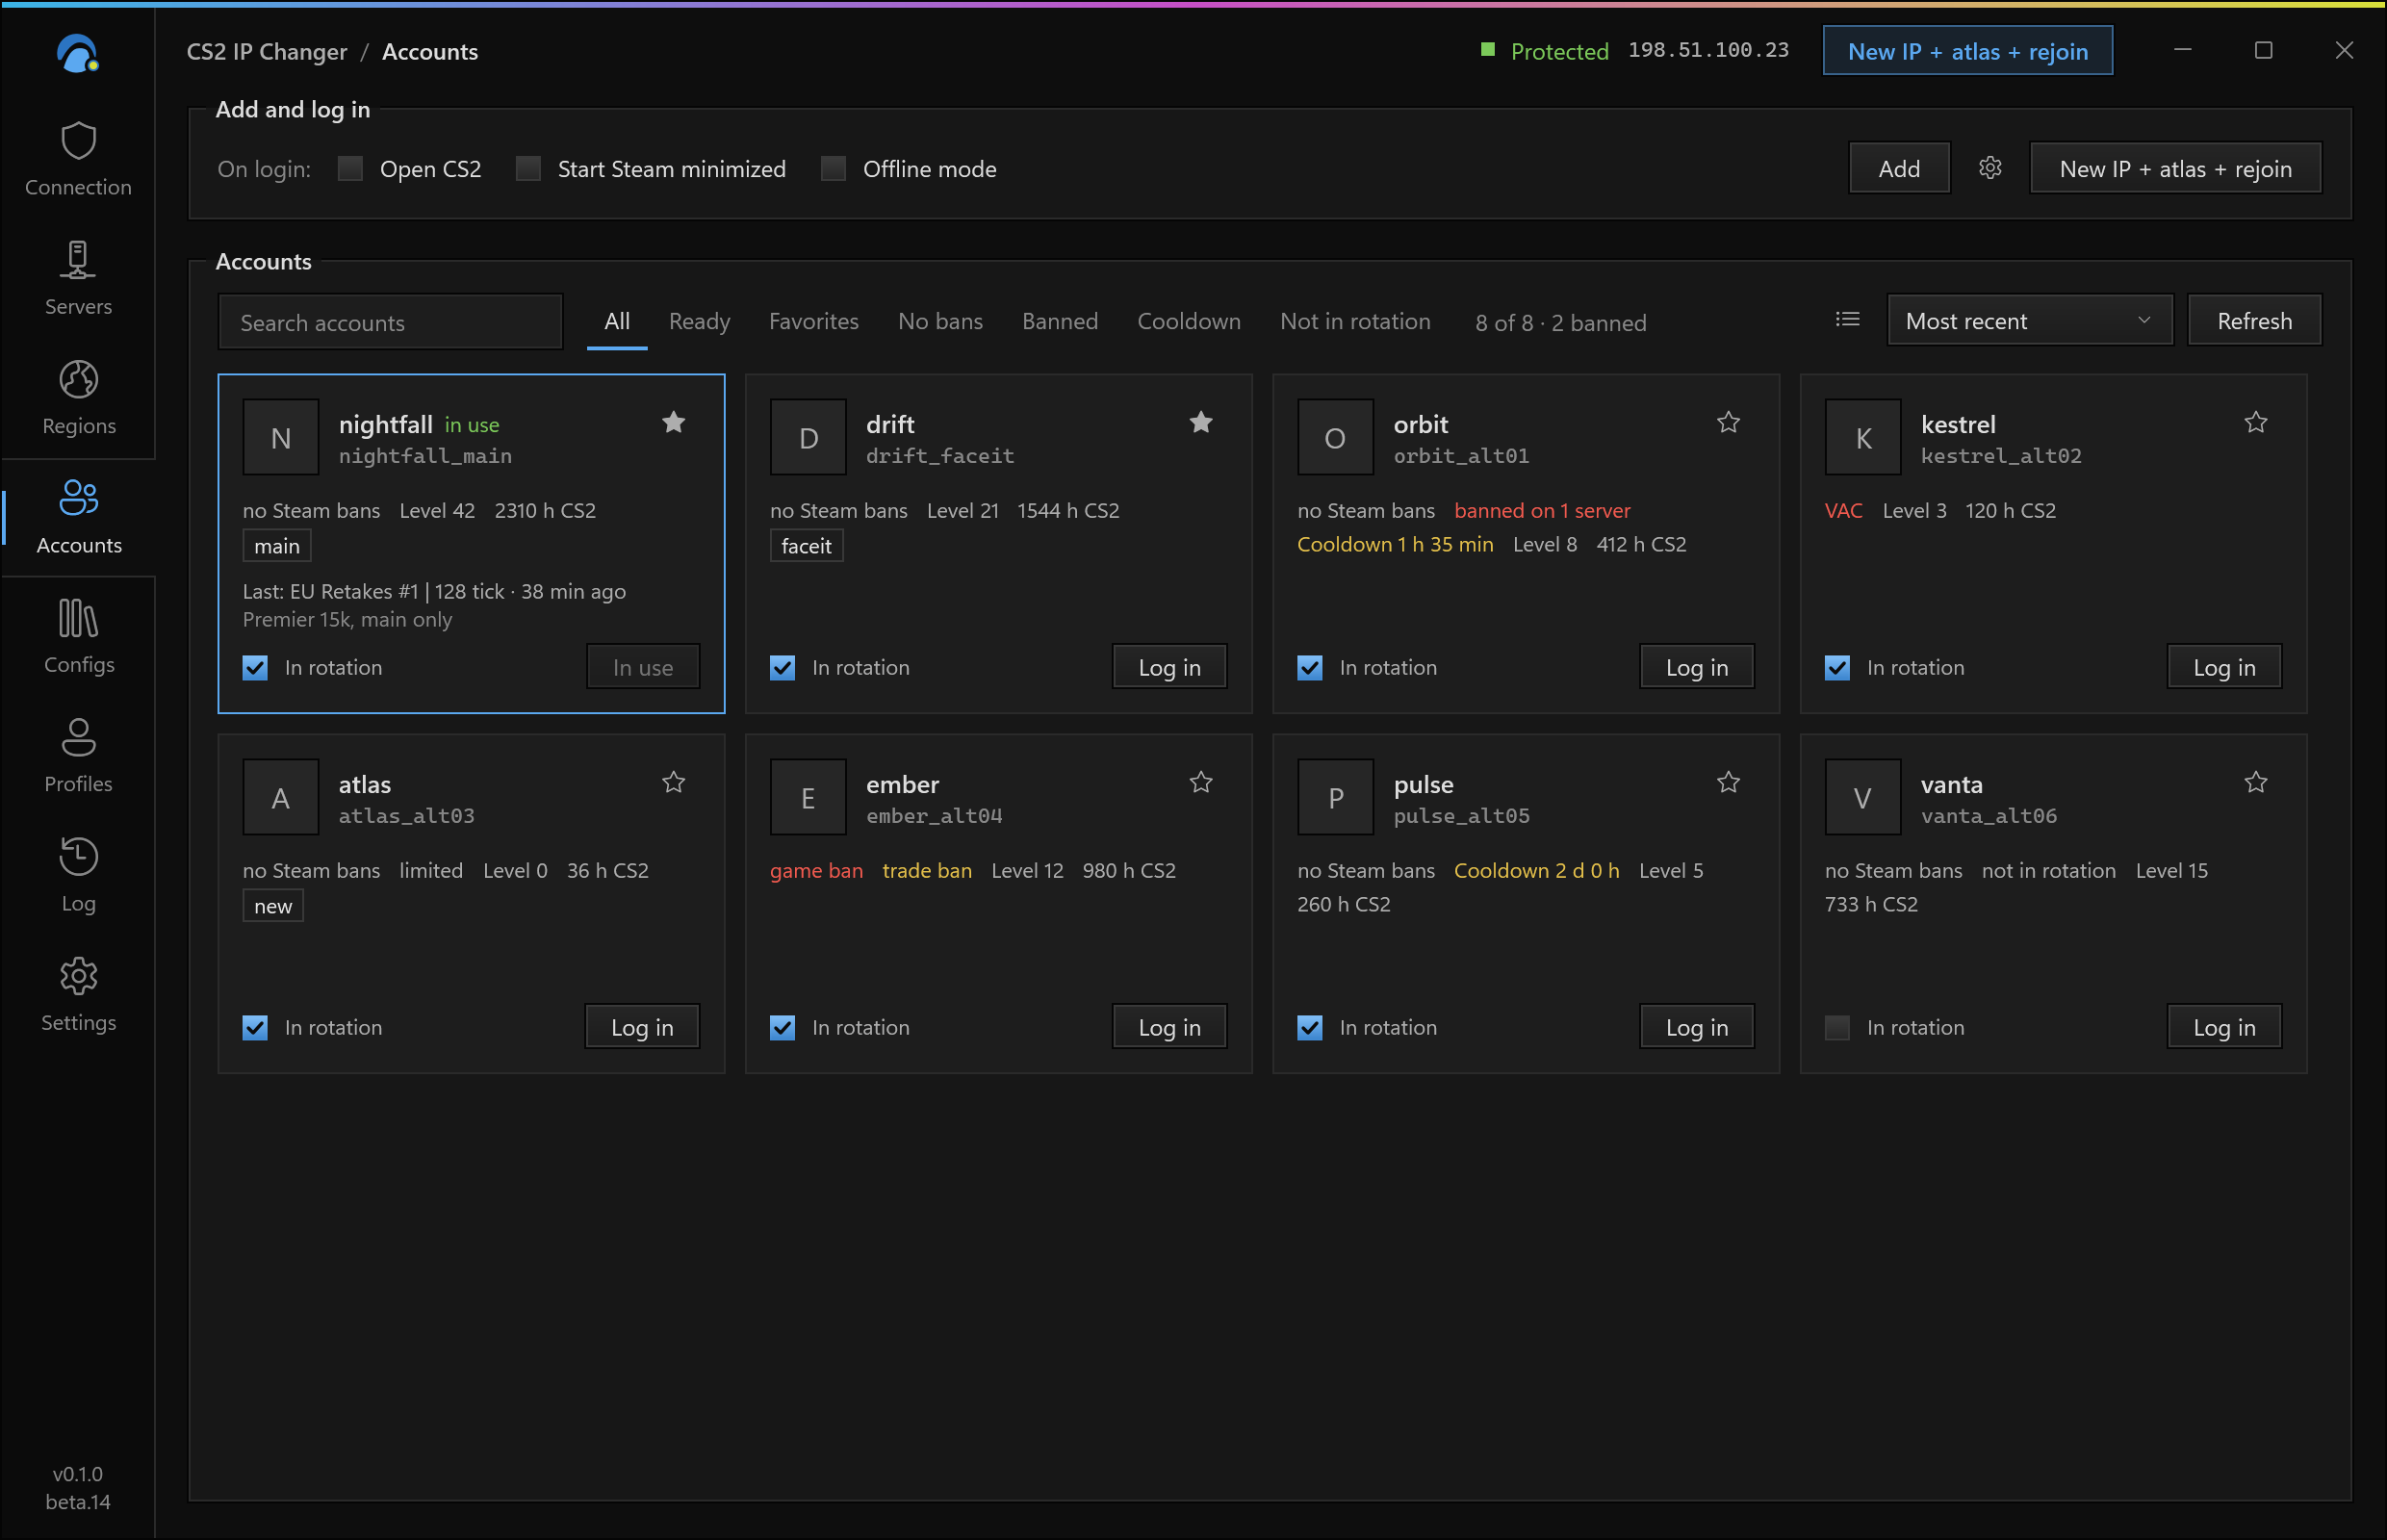 CS2 IP Changer / Accounts
Protected 198.51.100.23
New IP + atlas + rejoin
Connection
Servers
Regions
Accounts
Configs
Profiles
Log
Settings
v0.1.0
beta.14
Add and log in
On login: Open CS2 Start Steam minimized Offline mode
Add
New IP + atlas + rejoin
Accounts
Search accounts
All Ready Favorites No bans Banned Cooldown Not in rotation 8 of 8 · 2 banned
Most recent
Refresh
N
nightfall in use
nightfall_main
no Steam bans Level 42 2310 h CS2
main
Last: EU Retakes #1 | 128 tick · 38 min ago
Premier 15k, main only
In rotation
In use
D
drift
drift_faceit
no Steam bans Level 21 1544 h CS2
faceit
In rotation
Log in
O
orbit
orbit_alt01
no Steam bans banned on 1 server
Cooldown 1 h 35 min Level 8 412 h CS2
In rotation
Log in
K
kestrel
kestrel_alt02
VAC Level 3 120 h CS2
In rotation
Log in
A
atlas
atlas_alt03
no Steam bans limited Level 0 36 h CS2
new
In rotation
Log in
E
ember
ember_alt04
game ban trade ban Level 12 980 h CS2
In rotation
Log in
P
pulse
pulse_alt05
no Steam bans Cooldown 2 d 0 h Level 5
260 h CS2
In rotation
Log in
V
vanta
vanta_alt06
no Steam bans not in rotation Level 15
733 h CS2
In rotation
Log in